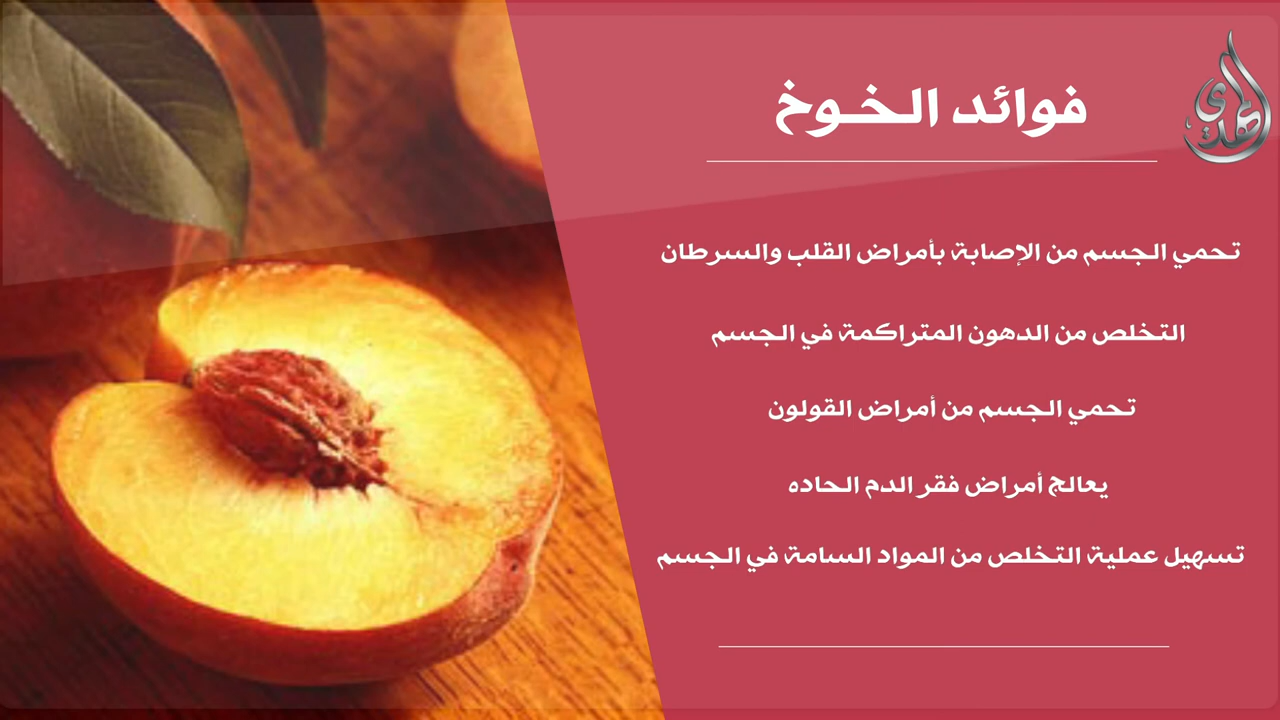 فوائد الخوخ
الهدى
تحمي الجسم من الإصابة بأمراض القلب والسرطان
التخلص من الدهون المتراكمة في الجسم
تحمي الجسم من أمراض القولون
يعالج أمراض فقر الدم الحاده
تسهيل عملية التخلص من المواد السامة في الجسم